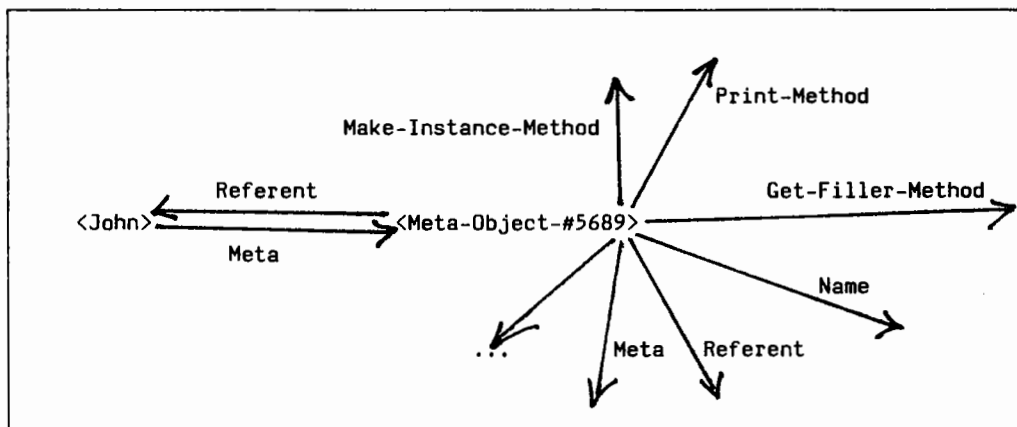 Print-Method
Make-Instance-Method
Referent
Get-Filler-Method
<John>
<Meta-Object-#5689>
Meta
Name
...
Meta
Referent